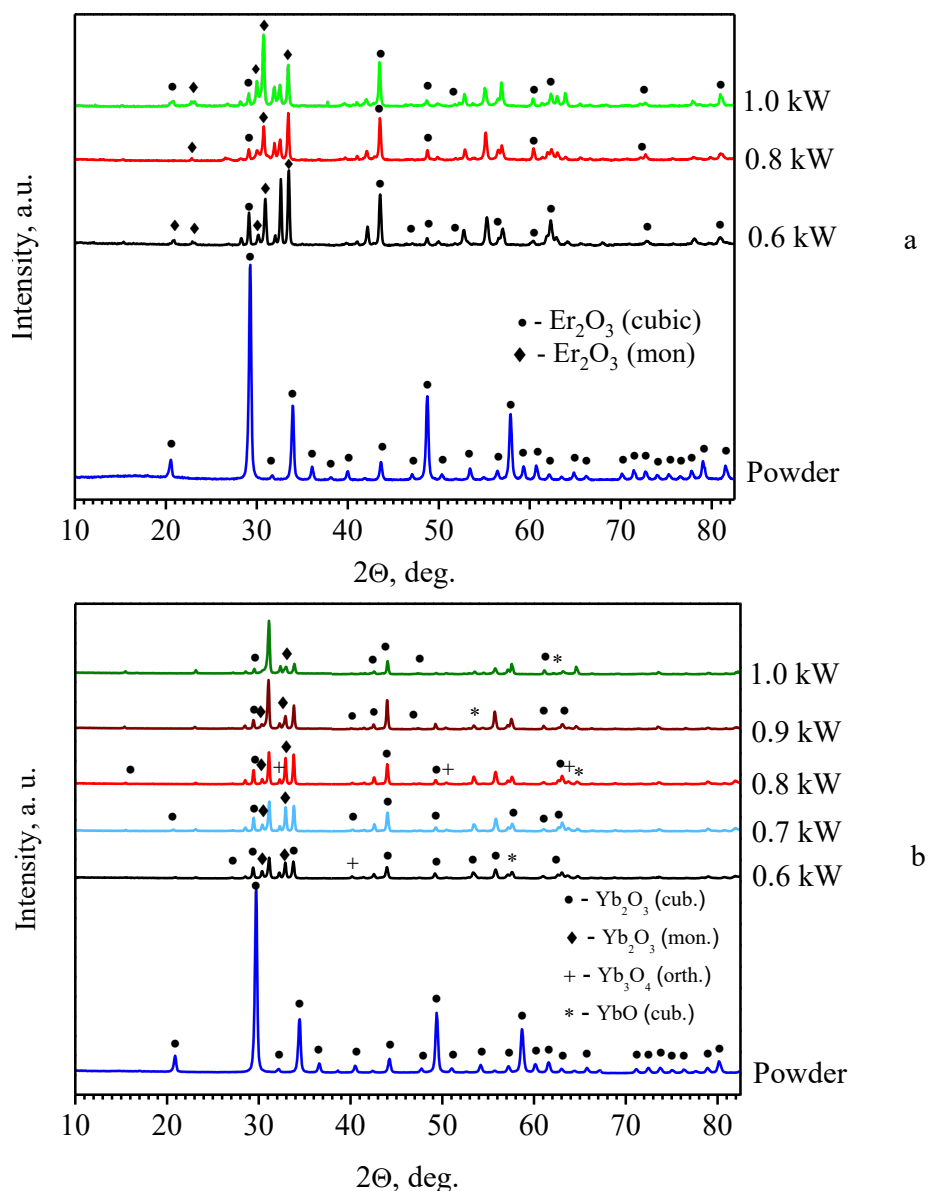 Intensity, a.u.
1.0 kW
0.8 kW
0.6 kW
a
● - Er₂O₃ (cubic)
♦ - Er₂O₃ (mon)
Powder
10 20 30 40 50 60 70 80
2Θ, deg.
Intensity, a. u.
1.0 kW
0.9 kW
0.8 kW
0.7 kW
0.6 kW
b
● - Yb₂O₃ (cub.)
♦ - Yb₂O₃ (mon.)
+ - Yb₃O₄ (orth.)
* - YbO (cub.)
Powder
10 20 30 40 50 60 70 80
2Θ, deg.